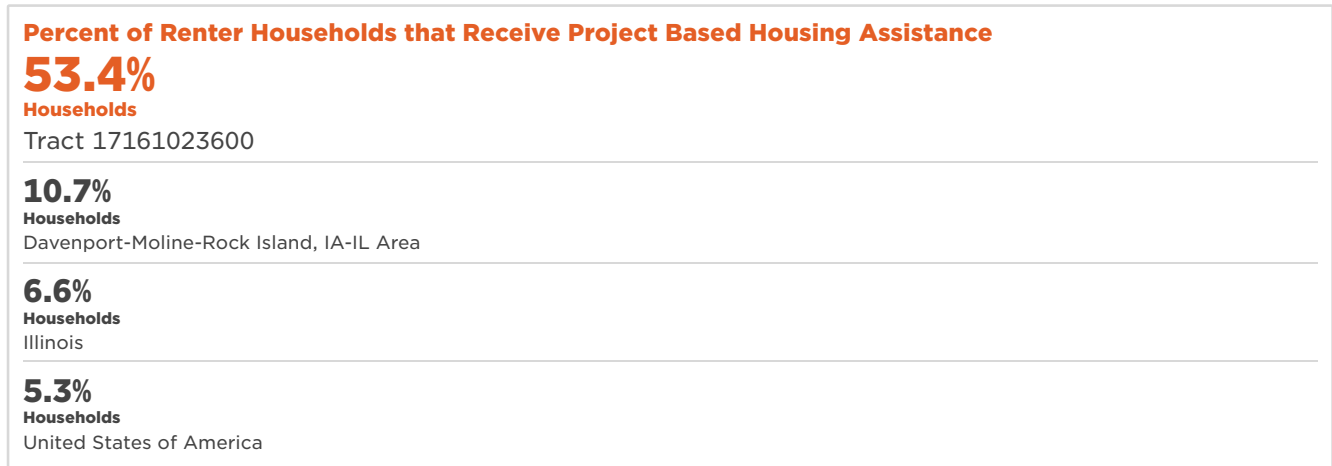 Percent of Renter Households that Receive Project Based Housing Assistance
53.4%
Households
Tract 17161023600
10.7%
Households
Davenport-Moline-Rock Island, IA-IL Area
6.6%
Households
Illinois
5.3%
Households
United States of America